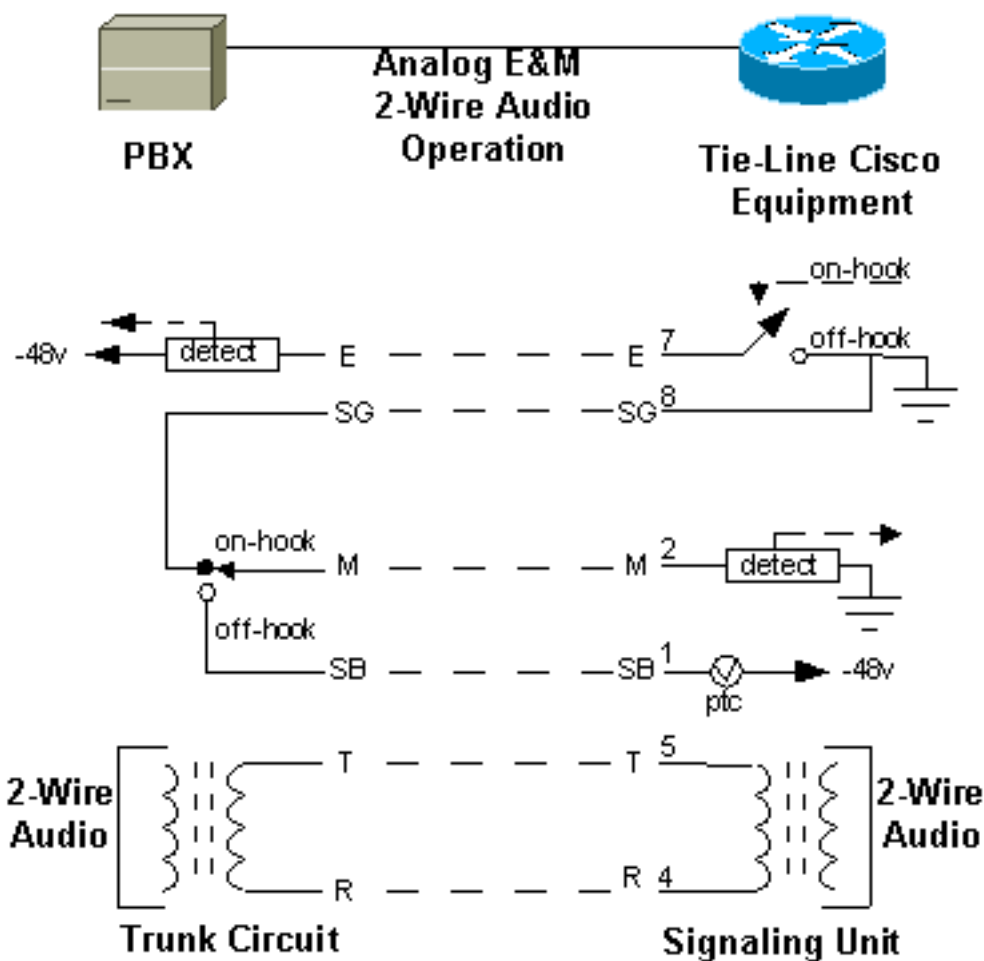 Analog E&M
2-Wire Audio
Operation
PBX
Tie-Line Cisco
Equipment
on-hook
-48v
detect
E
E
7
off-hook
SG
SG
8
on-hook
M
M
2
detect
off-hook
SB
SB
1
-48v
ptc
2-Wire
Audio
T
T
5
2-Wire
Audio
R
R
4
Trunk Circuit
Signaling Unit